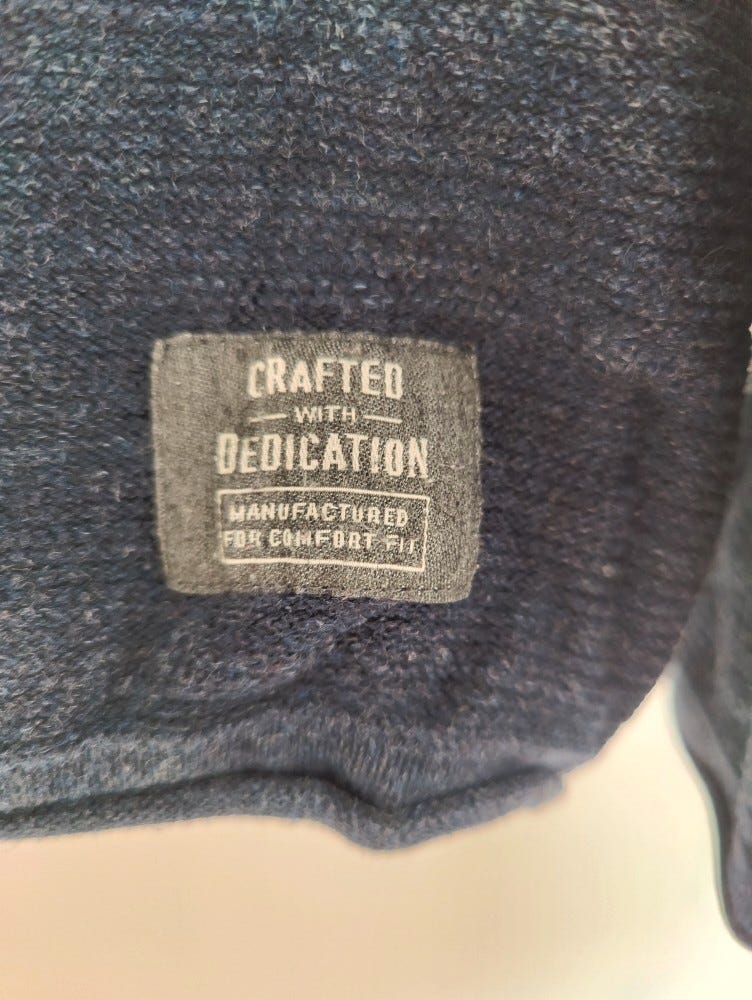 CRAFTED
WITH
DEDICATION
MANUFACTURED
FOR COMFORT FIT